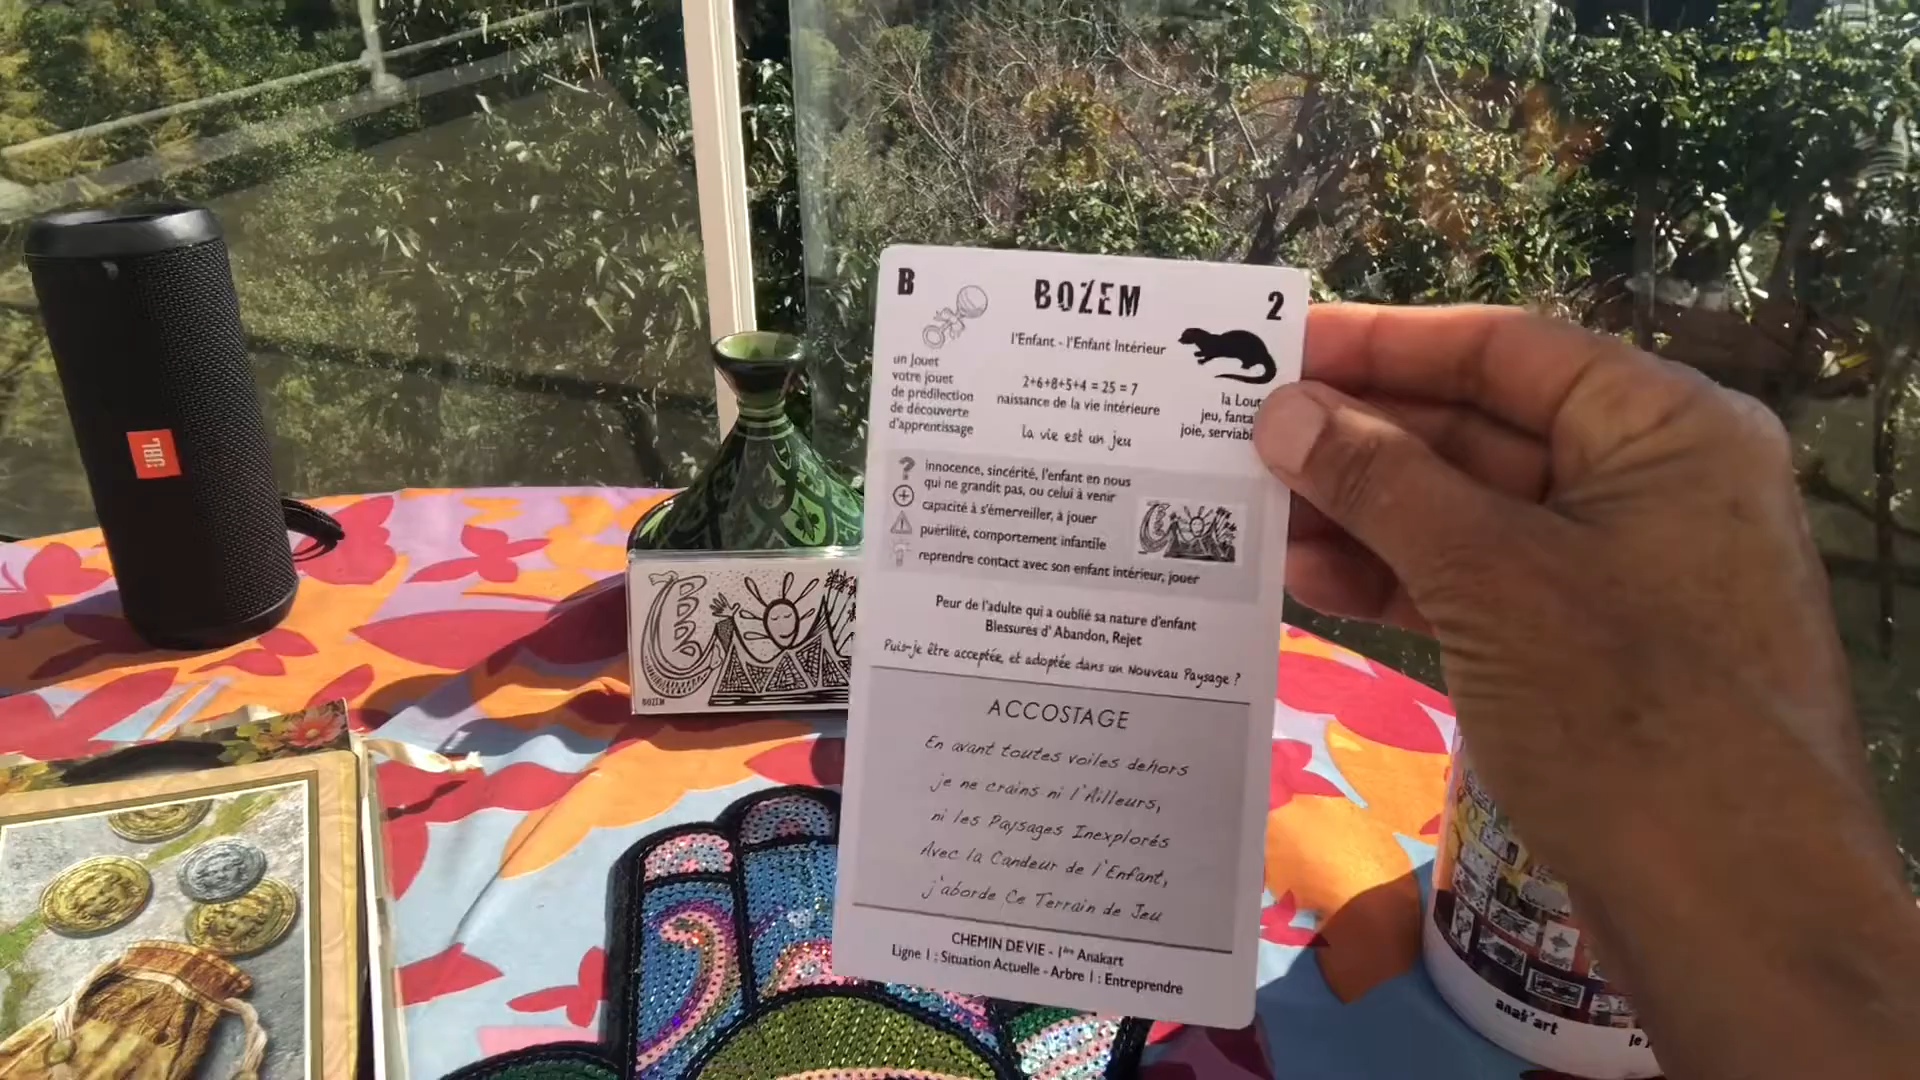 B
BOZEM
2
l'Enfant - l'Enfant Intérieur
un Jouet
votre jouet
de prédilection
de découverte
d'apprentissage
2+6+8+5+4 = 25 = 7
naissance de la vie intérieure
la vie est un jeu
la
jeu,
joie,
? innocence, sincérité, l'enfant en nous
qui ne grandit pas, ou celui à venir
capacité à s'émerveiller, à jouer
puérilité, comportement infantile
reprendre contact avec son enfant intérieur, jouer
Peur de l'adulte qui a oublié sa nature d'enfant
Blessures d' Abandon, Rejet
Puis-je être acceptée, et adoptée dans un Nouveau Paysage ?
ACCOSTAGE
En avant toutes voiles dehors
je ne crains ni l'Ailleurs,
ni les Paysages Inexplorés
Avec la Candeur de l'Enfant,
j'aborde Ce Terrain de Jeu
CHEMIN DE VIE - 1ère Anakart
Ligne 1 : Situation Actuelle - Arbre 1 : Entreprendre
JBL
BOZEM
anak'art
le